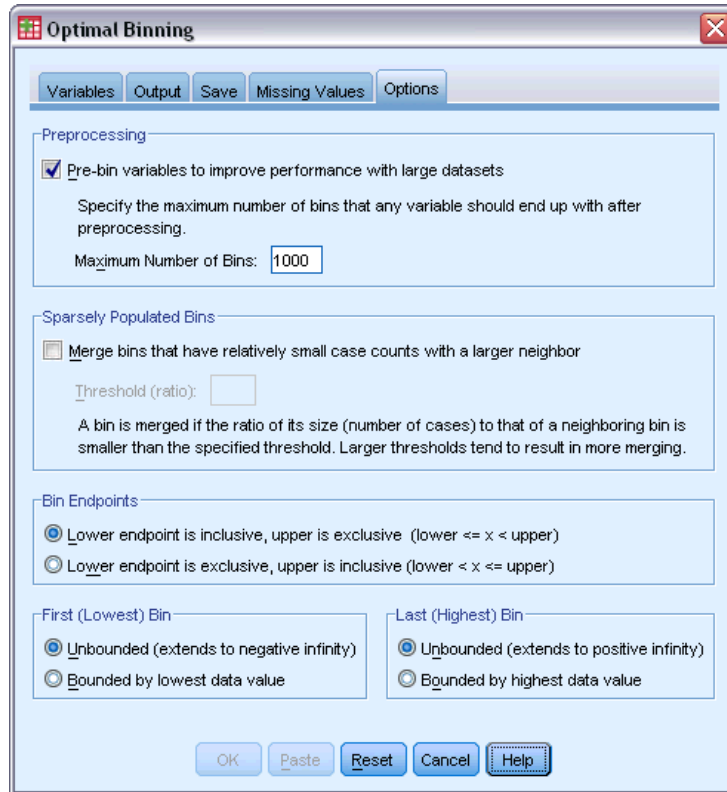 Optimal Binning
Variables Output Save Missing Values Options
Preprocessing
Pre-bin variables to improve performance with large datasets
Specify the maximum number of bins that any variable should end up with after
preprocessing.
Maximum Number of Bins: 1000
Sparsely Populated Bins
Merge bins that have relatively small case counts with a larger neighbor
Threshold (ratio):
A bin is merged if the ratio of its size (number of cases) to that of a neighboring bin is
smaller than the specified threshold. Larger thresholds tend to result in more merging.
Bin Endpoints
Lower endpoint is inclusive, upper is exclusive (lower <= x < upper)
Lower endpoint is exclusive, upper is inclusive (lower < x <= upper)
First (Lowest) Bin
Unbounded (extends to negative infinity)
Bounded by lowest data value
Last (Highest) Bin
Unbounded (extends to positive infinity)
Bounded by highest data value
OK Paste Reset Cancel Help